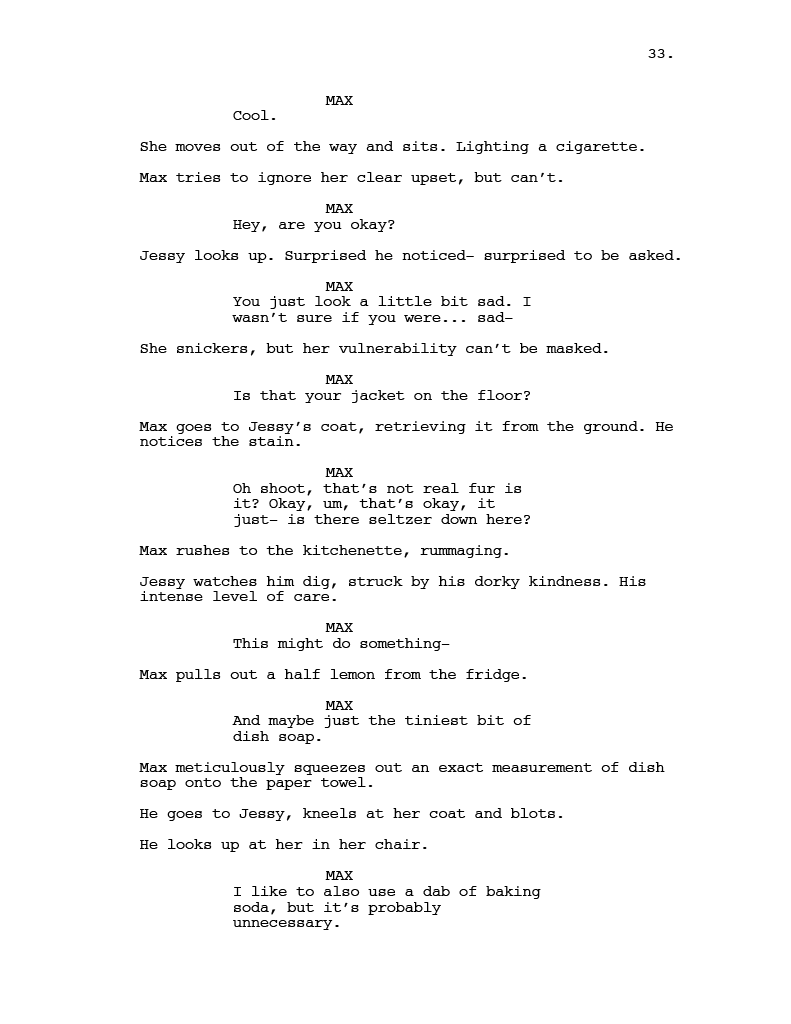 33.
MAX
Cool.
She moves out of the way and sits. Lighting a cigarette.
Max tries to ignore her clear upset, but can't.
MAX
Hey, are you okay?
Jessy looks up. Surprised he noticed– surprised to be asked.
MAX
You just look a little bit sad. I
wasn't sure if you were... sad–
She snickers, but her vulnerability can't be masked.
MAX
Is that your jacket on the floor?
Max goes to Jessy's coat, retrieving it from the ground. He
notices the stain.
MAX
Oh shoot, that's not real fur is
it? Okay, um, that's okay, it
just– is there seltzer down here?
Max rushes to the kitchenette, rummaging.
Jessy watches him dig, struck by his dorky kindness. His
intense level of care.
MAX
This might do something–
Max pulls out a half lemon from the fridge.
MAX
And maybe just the tiniest bit of
dish soap.
Max meticulously squeezes out an exact measurement of dish
soap onto the paper towel.
He goes to Jessy, kneels at her coat and blots.
He looks up at her in her chair.
MAX
I like to also use a dab of baking
soda, but it's probably
unnecessary.